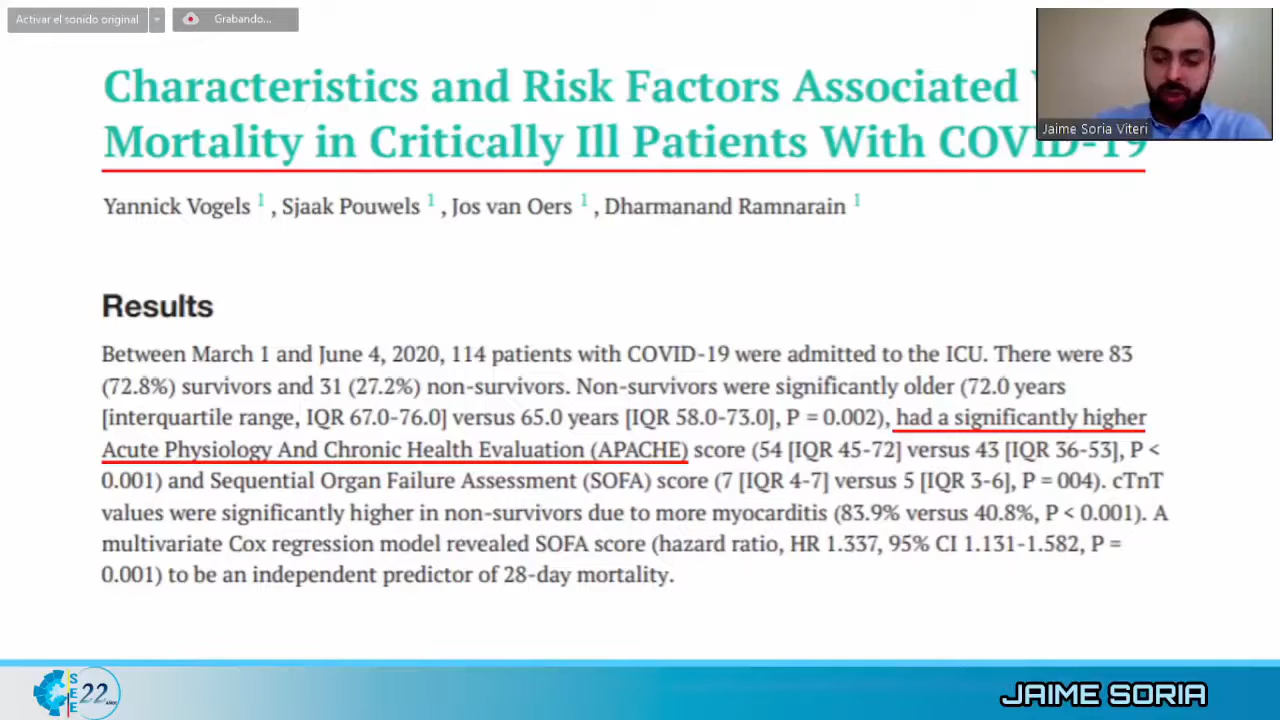 Activar el sonido original
Grabando...
Characteristics and Risk Factors Associated
Mortality in Critically Ill Patients With COVID-19
Jaime Soria Viteri
Yannick Vogels 1 , Sjaak Pouwels 1 , Jos van Oers 1 , Dharmanand Ramnarain 1
Results
Between March 1 and June 4, 2020, 114 patients with COVID-19 were admitted to the ICU. There were 83
(72.8%) survivors and 31 (27.2%) non-survivors. Non-survivors were significantly older (72.0 years
[interquartile range, IQR 67.0-76.0] versus 65.0 years [IQR 58.0-73.0], P = 0.002), had a significantly higher
Acute Physiology And Chronic Health Evaluation (APACHE) score (54 [IQR 45-72] versus 43 [IQR 36-53], P <
0.001) and Sequential Organ Failure Assessment (SOFA) score (7 [IQR 4-7] versus 5 [IQR 3-6], P = 004). cTnT
values were significantly higher in non-survivors due to more myocarditis (83.9% versus 40.8%, P < 0.001). A
multivariate Cox regression model revealed SOFA score (hazard ratio, HR 1.337, 95% CI 1.131-1.582, P =
0.001) to be an independent predictor of 28-day mortality.
SEE 22 AÑOS
JAIME SORIA